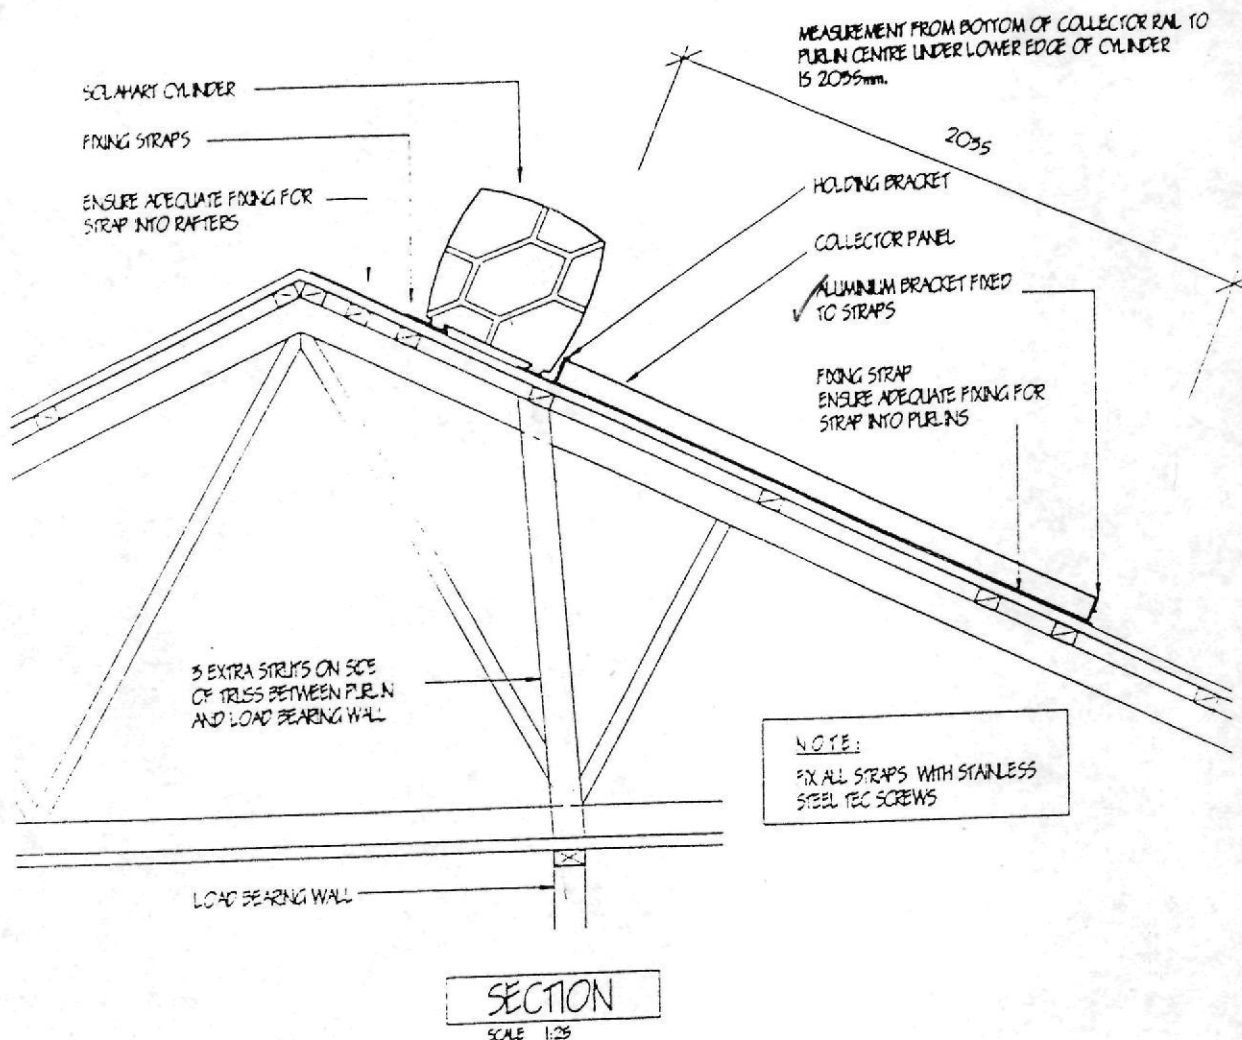 MEASUREMENT FROM BOTTOM OF COLLECTOR RAIL TO
PURLIN CENTRE UNDER LOWER EDGE OF CYLINDER
IS 2035mm.
2035
SOLAHART CYLINDER
FIXING STRAPS
ENSURE ADEQUATE FIXING FOR
STRAP INTO RAFTERS
HOLDING BRACKET
COLLECTOR PANEL
ALUMINIUM BRACKET FIXED
TO STRAPS
FIXING STRAP
ENSURE ADEQUATE FIXING FOR
STRAP INTO PURLINS
3 EXTRA STRUTS ON SIDE
OF TRUSS BETWEEN PURLIN
AND LOAD BEARING WALL
NOTE:
FIX ALL STRAPS WITH STAINLESS
STEEL TEC SCREWS
LOAD BEARING WALL
SECTION
SCALE 1:25